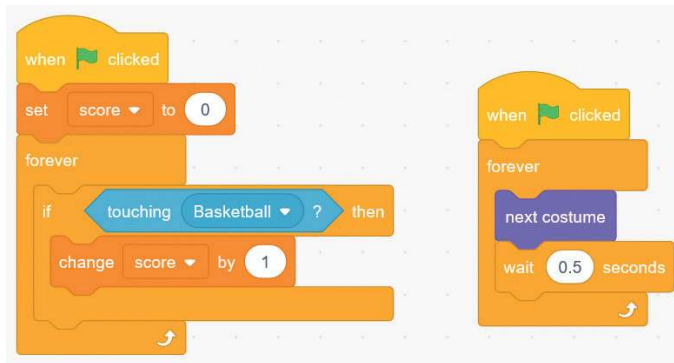 when clicked
set score to 0
forever
if touching Basketball ? then
change score by 1
when clicked
forever
next costume
wait 0.5 seconds